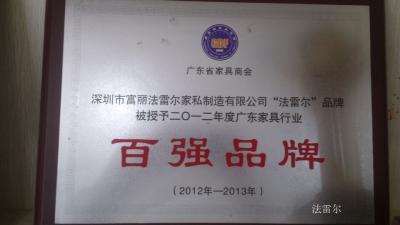 广东省家具商会
深圳市富丽法雷尔家私制造有限公司“法雷尔”品牌
被授予二〇一二年度广东家具行业
百强品牌
（2012年—2013年）
法雷尔